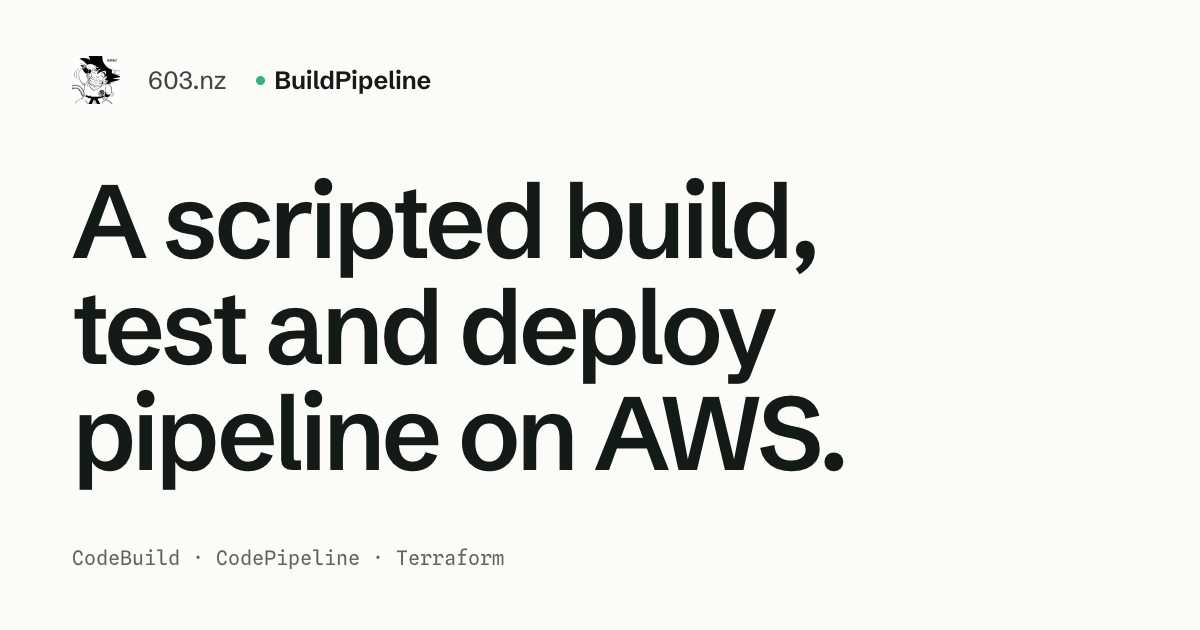 603.nz • BuildPipeline
A scripted build,
test and deploy
pipeline on AWS.
CodeBuild · CodePipeline · Terraform